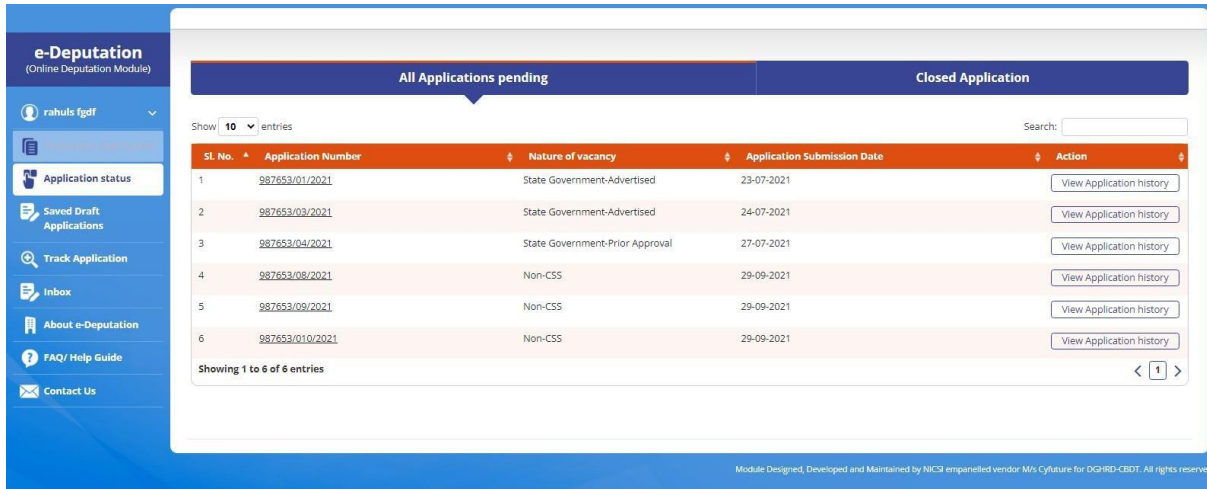 e-Deputation
(Online Deputation Module)
rahuls fgdf
Application status
Saved Draft
Applications
Track Application
Inbox
About e-Deputation
FAQ/ Help Guide
Contact Us
All Applications pending
Closed Application
Show 10 entries
Search:
Sl. No. Application Number Nature of vacancy Application Submission Date Action
1 987653/01/2021 State Government-Advertised 23-07-2021 View Application history
2 987653/03/2021 State Government-Advertised 24-07-2021 View Application history
3 987653/04/2021 State Government-Prior Approval 27-07-2021 View Application history
4 987653/08/2021 Non-CSS 29-09-2021 View Application history
5 987653/09/2021 Non-CSS 29-09-2021 View Application history
6 987653/010/2021 Non-CSS 29-09-2021 View Application history
Showing 1 to 6 of 6 entries
1
Module Designed, Developed and Maintained by NICSI empanelled vendor M/s Cyfuture for DGHRD-CBDT. All rights reserve